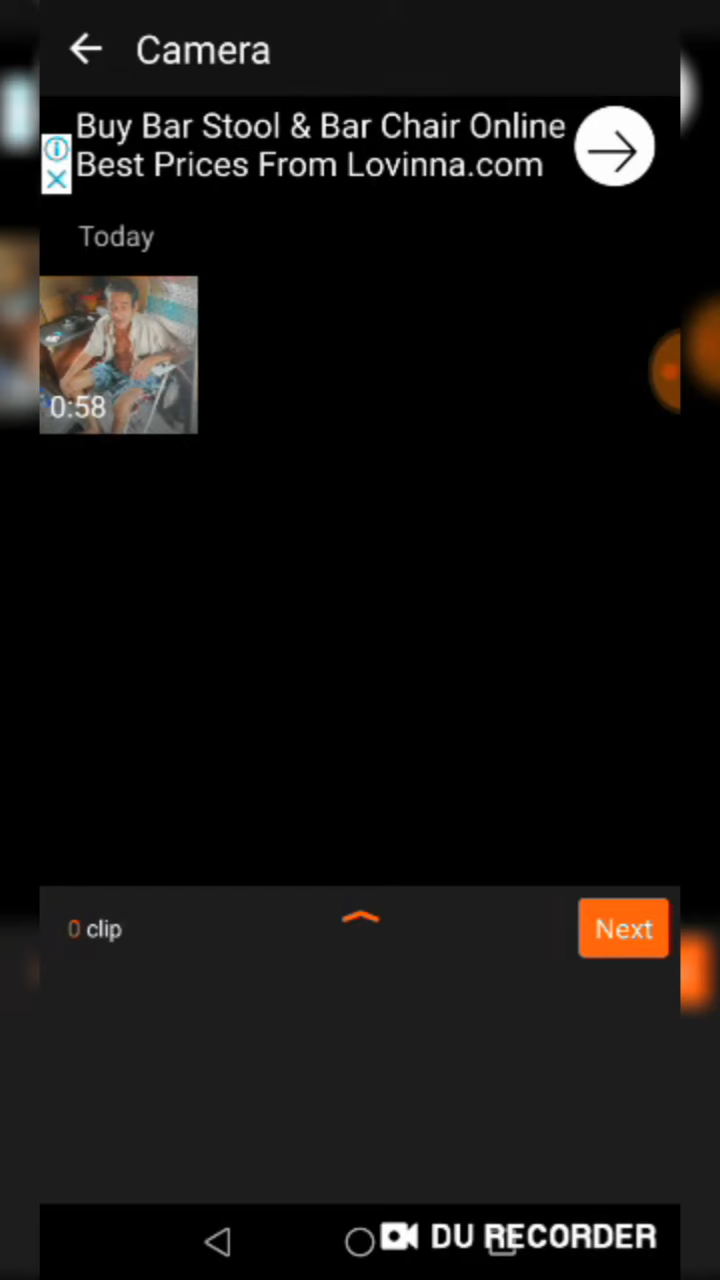 Camera
Buy Bar Stool & Bar Chair Online
Best Prices From Lovinna.com
Today
0:58
0 clip
Next
DU RECORDER